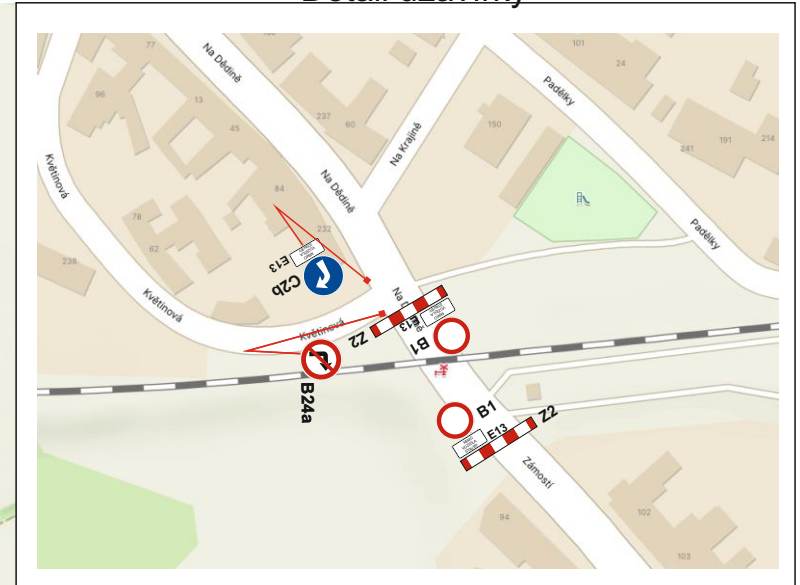 Detail uzavírky
77
101
24
Na Dědině
Padělky
96
13
237
60
150
45
Na Krajině
191
214
241
Květinová
Na Dědině
84
78
232
Padělky
62
239
E13
C2b
Květinová
Na D
E13
Květinová
Z2
B1
B24a
B1
Z2
E13
Zámostí
94
102
103